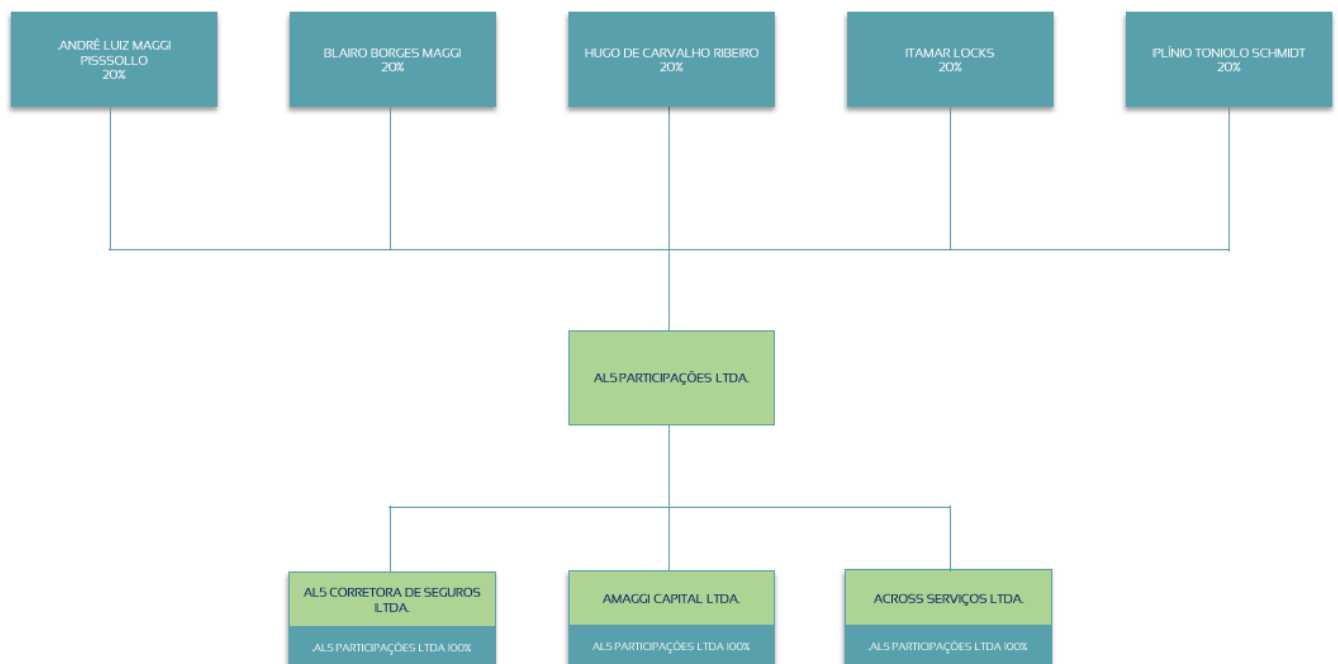 .ANDRÉ LUIZ MAGGI
PISSSOLLO
20%
BLAIRO BORGES MAGGI
20%
HUGO DE CARVALHO RIBEIRO
20%
ITAMAR LOCKS
20%
IPLÍNIO TONIOLO SCHMIDT
20%
AL5 PARTICIPAÇÕES LTDA.
AL5 CORRETORA DE SEGUROS
ILTDA.
AMAGGI CAPITAL LTDA.
ACROSS SERVIÇOS LTDA.
.AL5 PARTICIPAÇÕES LTDA 100%
AL5 PARTICIPAÇÕES LTDA 100%
.AL5 PARTICIPAÇÕES LTDA 100%